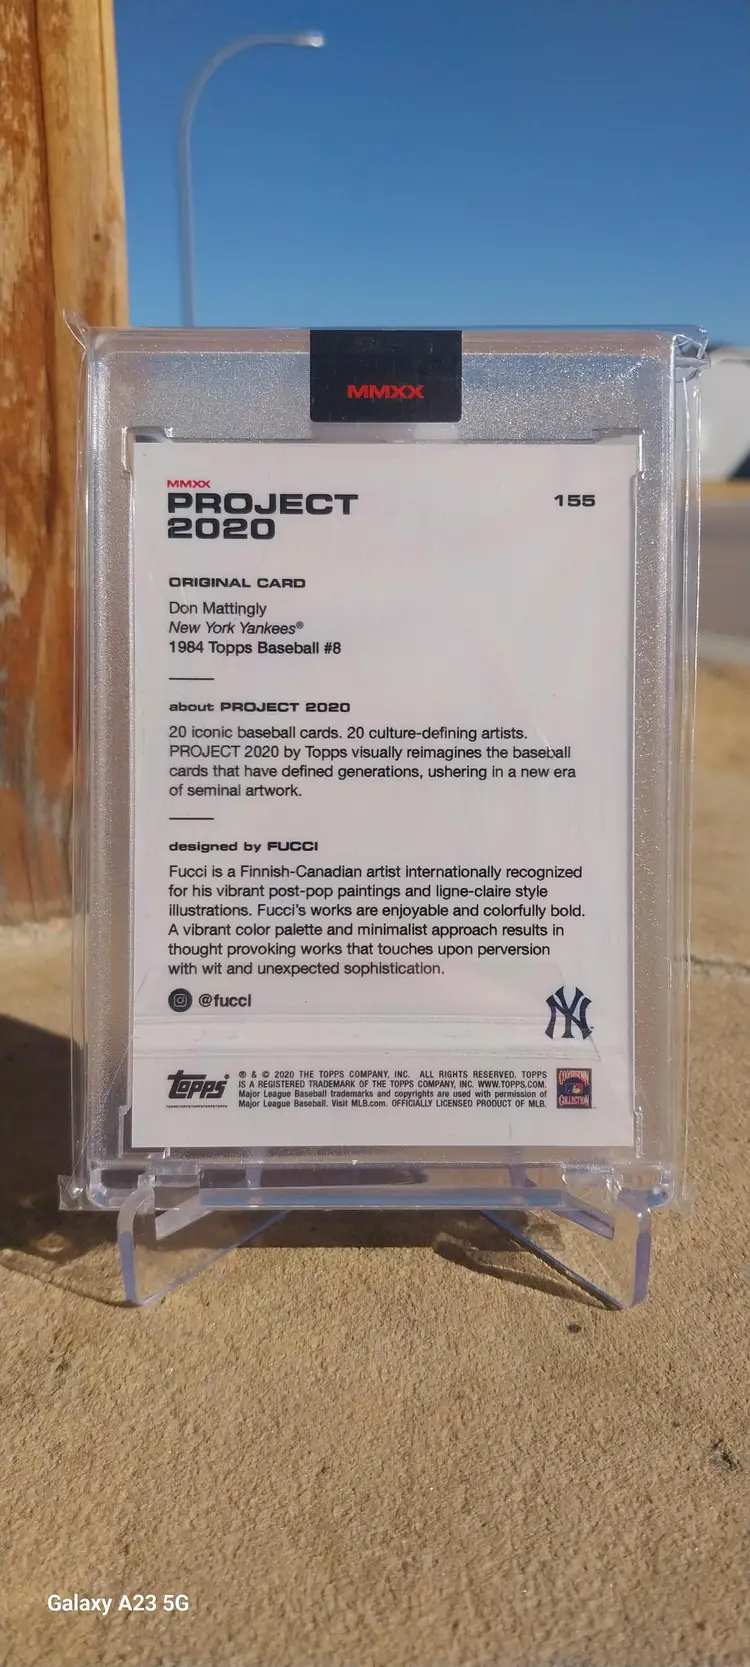 MMXX
MMXX
PROJECT
2020
155
ORIGINAL CARD
Don Mattingly
New York Yankees®
1984 Topps Baseball #8
about PROJECT 2020
20 iconic baseball cards. 20 culture-defining artists.
PROJECT 2020 by Topps visually reimagines the baseball
cards that have defined generations, ushering in a new era
of seminal artwork.
designed by FUCCI
Fucci is a Finnish-Canadian artist internationally recognized
for his vibrant post-pop paintings and ligne-claire style
illustrations. Fucci's works are enjoyable and colorfully bold.
A vibrant color palette and minimalist approach results in
thought provoking works that touches upon perversion
with wit and unexpected sophistication.
@fucci
NY
Topps
® & © 2020 THE TOPPS COMPANY, INC. ALL RIGHTS RESERVED. TOPPS
IS A REGISTERED TRADEMARK OF THE TOPPS COMPANY, INC. WWW.TOPPS.COM.
Major League Baseball trademarks and copyrights are used with permission of
Major League Baseball. Visit MLB.com. OFFICIALLY LICENSED PRODUCT OF MLB.
COOPERSTOWN
COLLECTION
Galaxy A23 5G